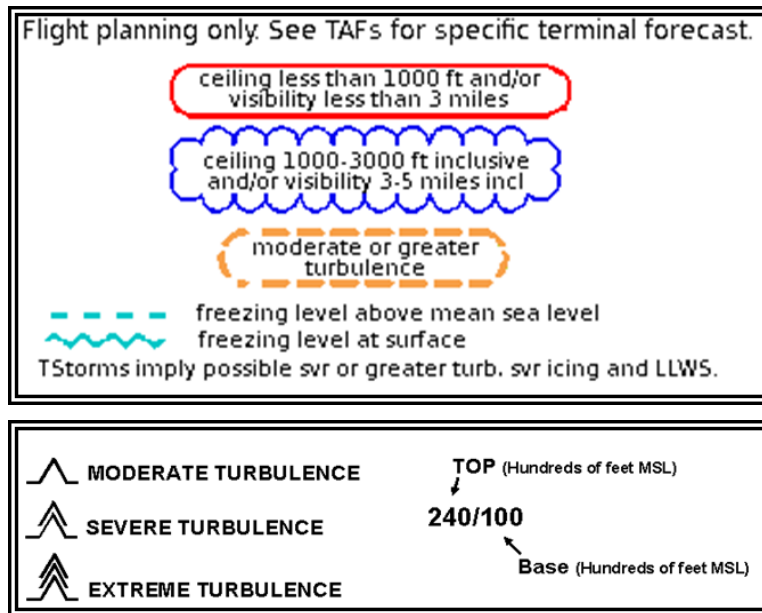 Flight planning only. See TAFs for specific terminal forecast.
ceiling less than 1000 ft and/or
visibility less than 3 miles
ceiling 1000-3000 ft inclusive
and/or visibility 3-5 miles incl
moderate or greater
turbulence
freezing level above mean sea level
freezing level at surface
TStorms imply possible svr or greater turb. svr icing and LLWS.
MODERATE TURBULENCE
SEVERE TURBULENCE
EXTREME TURBULENCE
TOP (Hundreds of feet MSL)
240/100
Base (Hundreds of feet MSL)